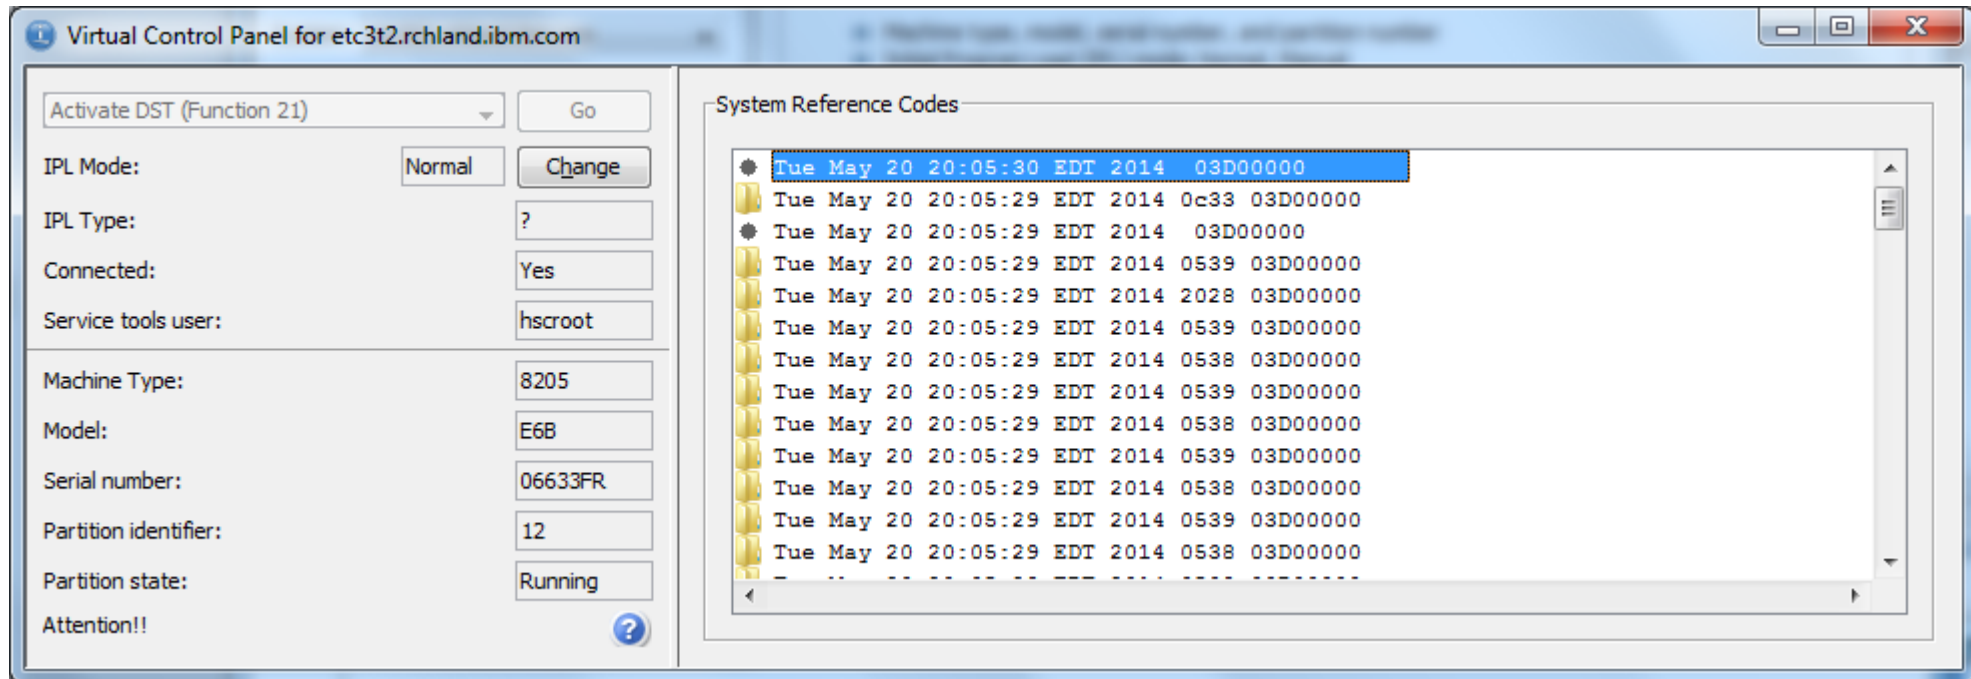 Virtual Control Panel for etc3t2.rchland.ibm.com
Activate DST (Function 21) Go
IPL Mode: Normal Change
IPL Type: ?
Connected: Yes
Service tools user: hscroot
Machine Type: 8205
Model: E6B
Serial number: 06633FR
Partition identifier: 12
Partition state: Running
Attention!! ?
System Reference Codes
Tue May 20 20:05:30 EDT 2014 03D00000
Tue May 20 20:05:29 EDT 2014 0c33 03D00000
Tue May 20 20:05:29 EDT 2014 03D00000
Tue May 20 20:05:29 EDT 2014 0539 03D00000
Tue May 20 20:05:29 EDT 2014 2028 03D00000
Tue May 20 20:05:29 EDT 2014 0539 03D00000
Tue May 20 20:05:29 EDT 2014 0538 03D00000
Tue May 20 20:05:29 EDT 2014 0539 03D00000
Tue May 20 20:05:29 EDT 2014 0538 03D00000
Tue May 20 20:05:29 EDT 2014 0539 03D00000
Tue May 20 20:05:29 EDT 2014 0538 03D00000
Tue May 20 20:05:29 EDT 2014 0539 03D00000
Tue May 20 20:05:29 EDT 2014 0538 03D00000